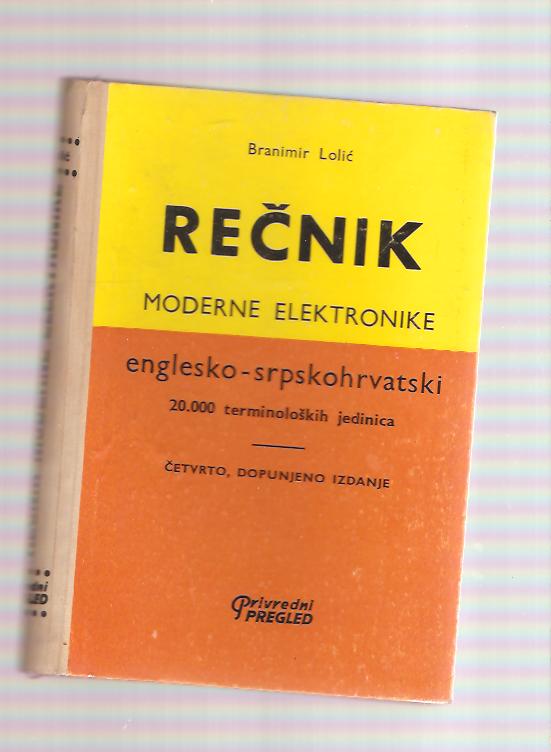 Branimir Lolić
REČNIK
MODERNE ELEKTRONIKE
englesko-srpskohrvatski
20.000 terminoloških jedinica
ČETVRTO, DOPUNJENO IZDANJE
Privredni
PREGLED